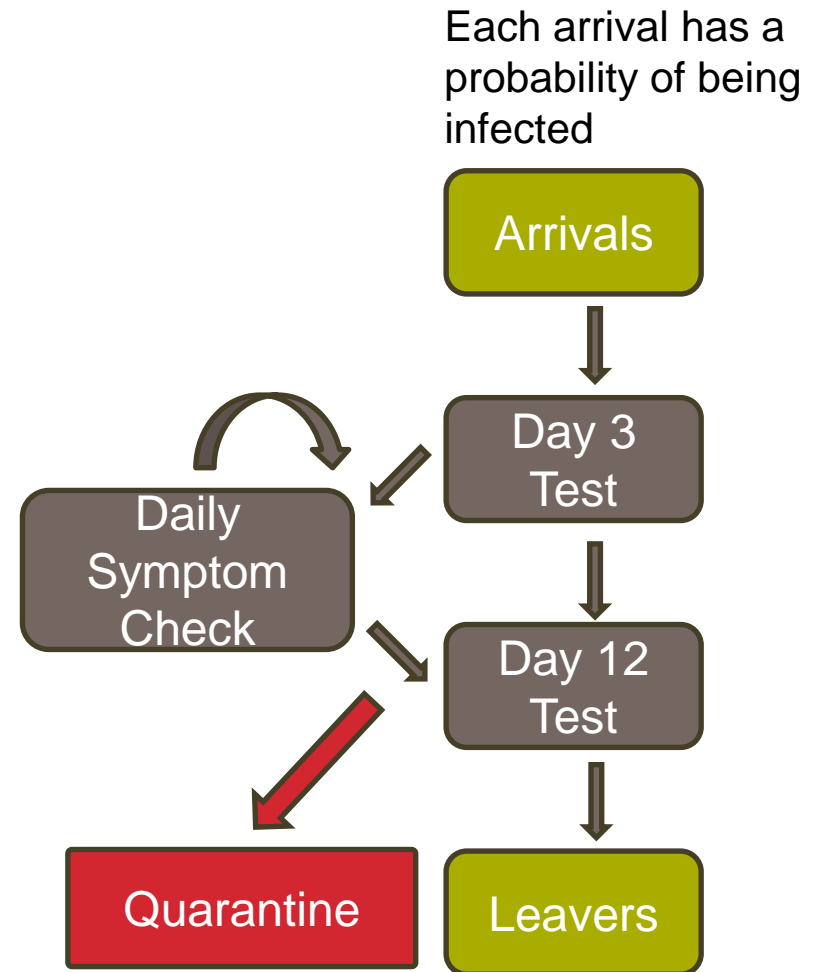 Each arrival has a
probability of being
infected
Arrivals
Day 3
Test
Daily
Symptom
Check
Day 12
Test
Quarantine
Leavers